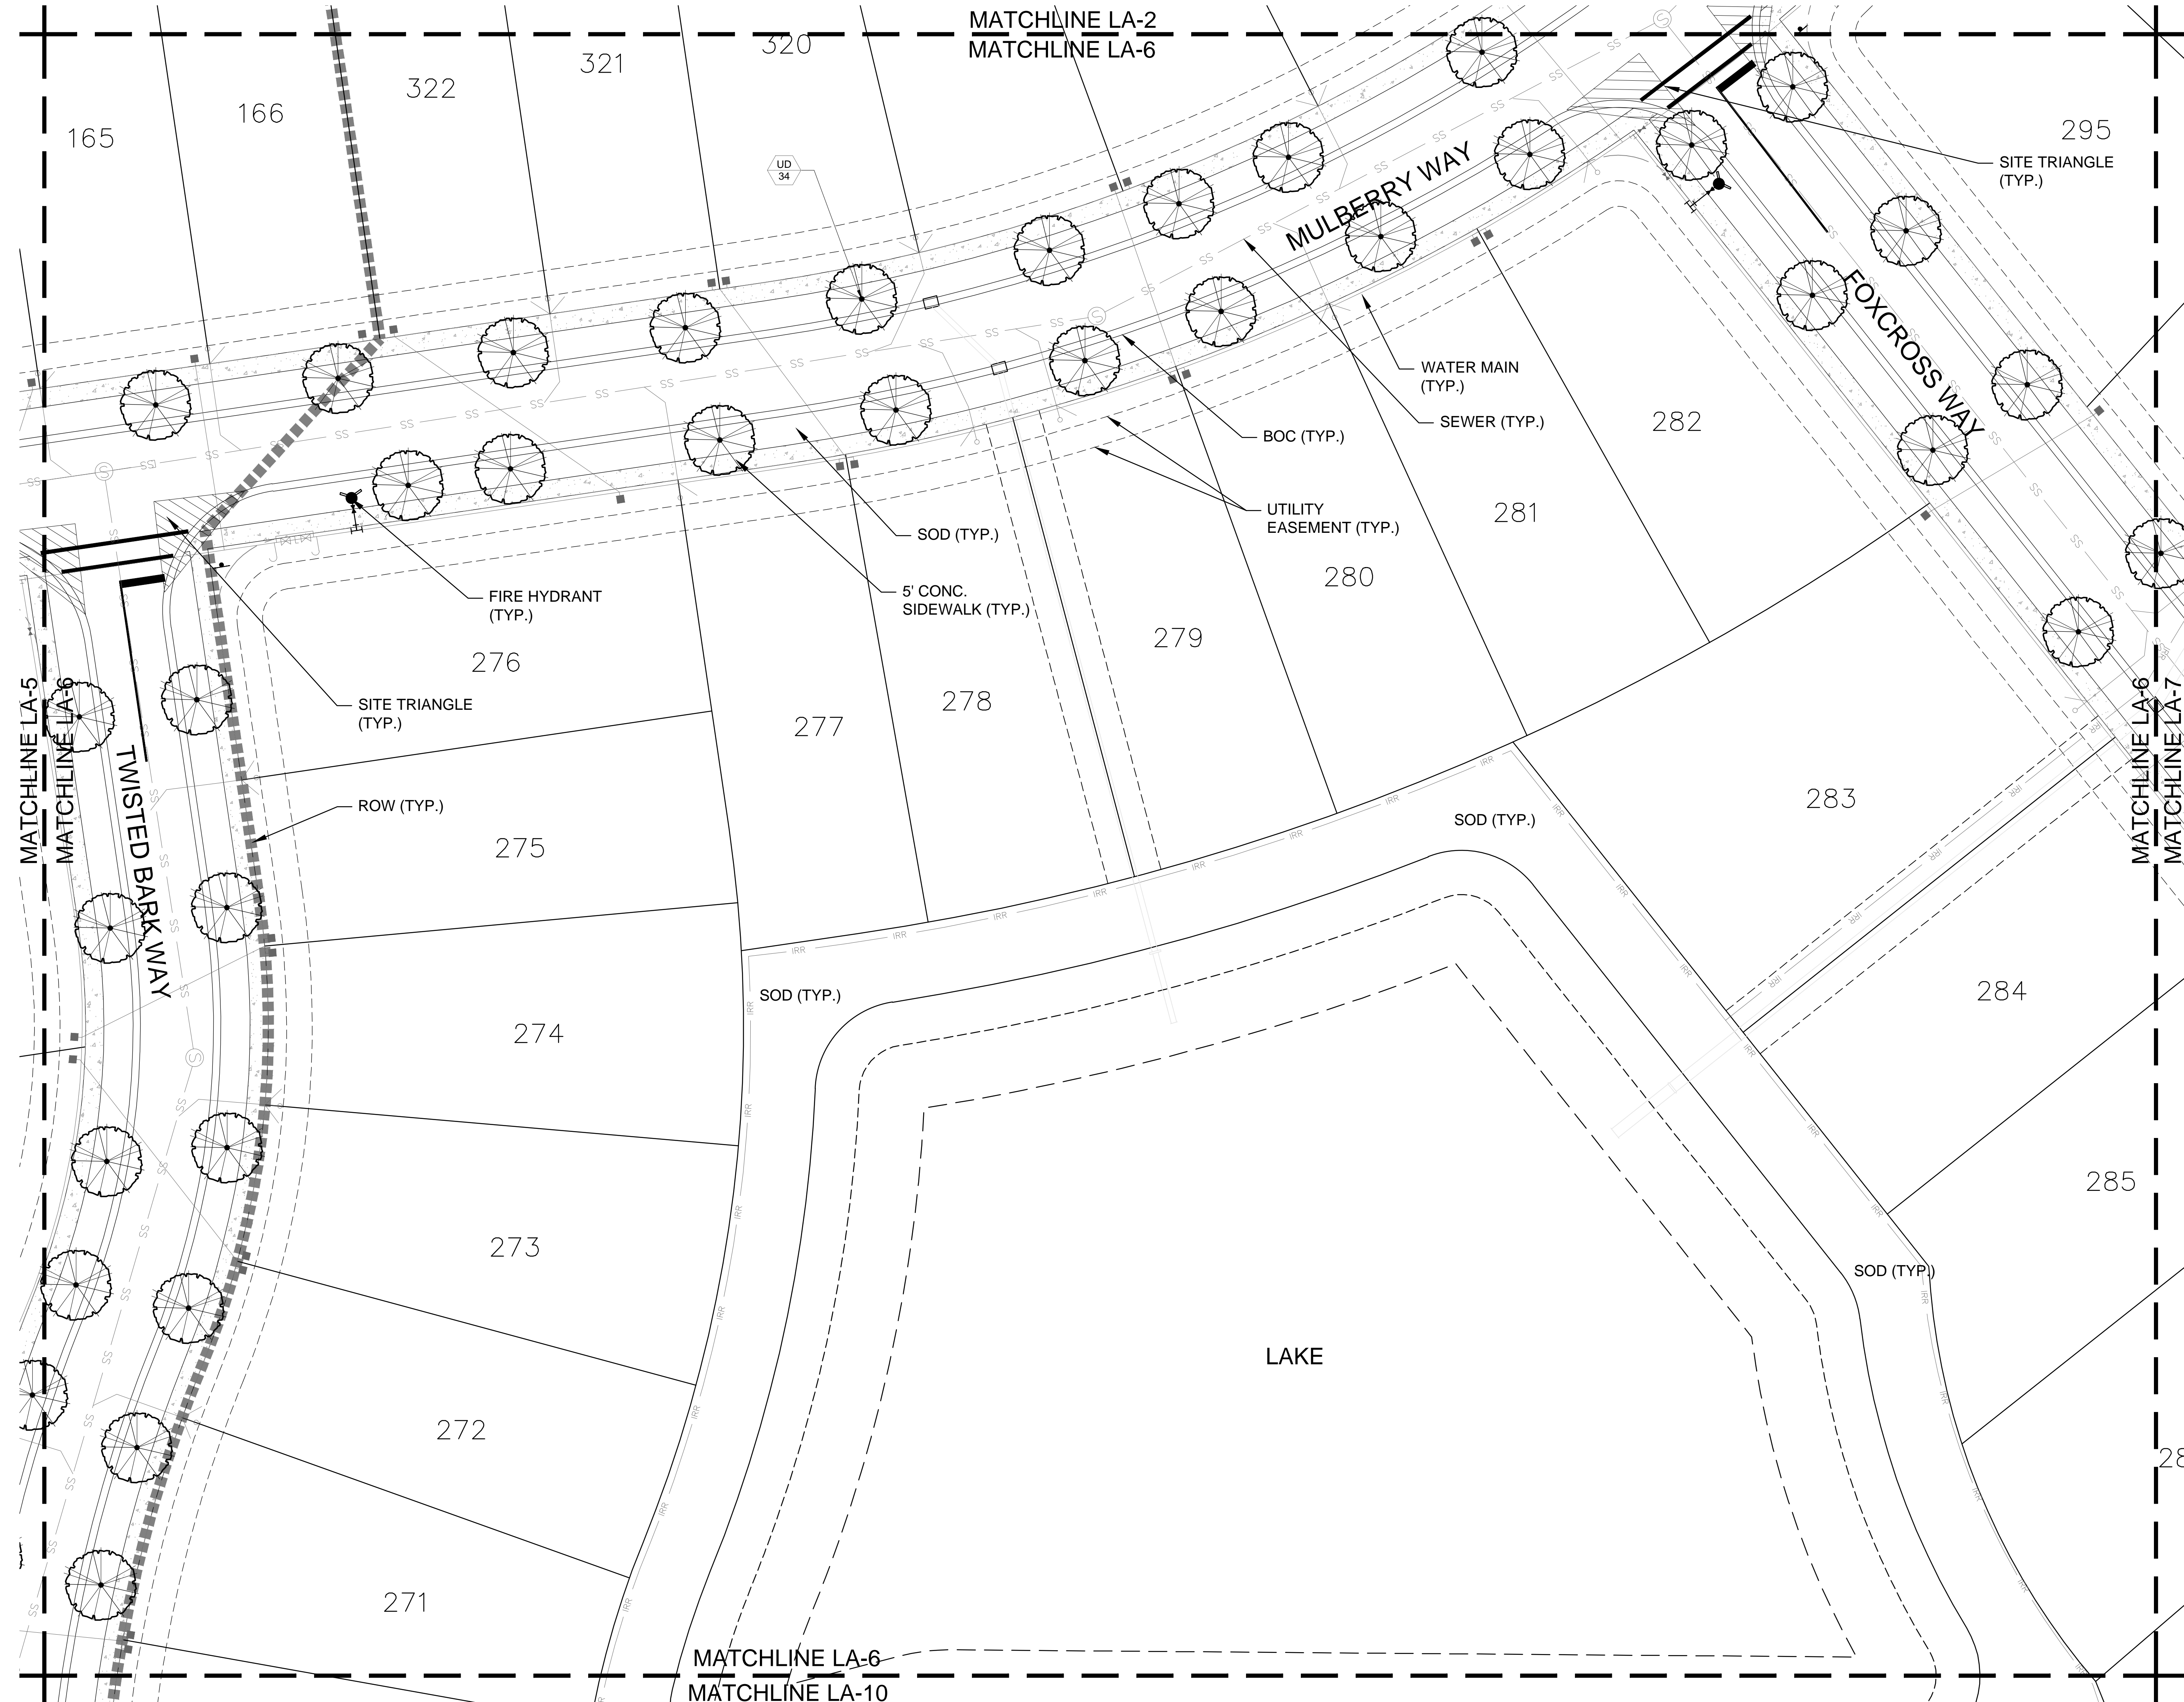 MATCHLINE LA-2
MATCHLINE LA-6
165
166
322
321
320
UD
34
295
SITE TRIANGLE
(TYP.)
MULBERRY WAY
FOXCROSS WAY
WATER MAIN
(TYP.)
SEWER (TYP.)
BOC (TYP.)
UTILITY
EASEMENT (TYP.)
SOD (TYP.)
5' CONC.
SIDEWALK (TYP.)
FIRE HYDRANT
(TYP.)
SITE TRIANGLE
(TYP.)
ROW (TYP.)
TWISTED BARK WAY
MATCHLINE LA-5
MATCHLINE LA-6
MATCHLINE LA-6
MATCHLINE LA-7
282
281
280
279
278
277
276
275
274
273
272
271
283
284
285
SOD (TYP.)
SOD (TYP.)
SOD (TYP.)
LAKE
SS
S
IRR
MATCHLINE LA-6
MATCHLINE LA-10